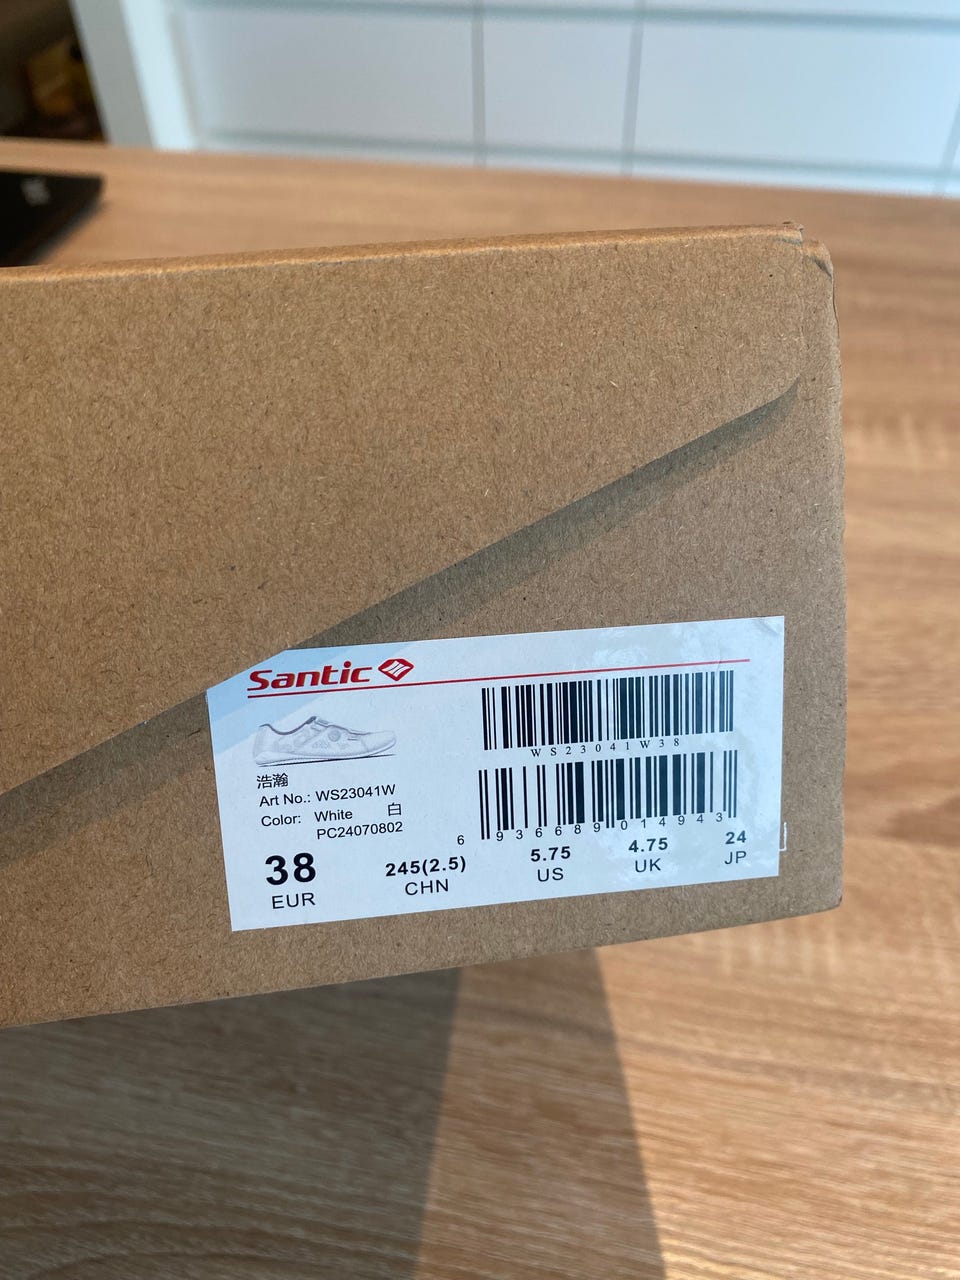 Santic
WS23041W38
浩瀚
Art No.: WS23041W
Color: White 白
PC24070802
6 936689 014943
38 245(2.5) 5.75 4.75 24
EUR CHN US UK JP